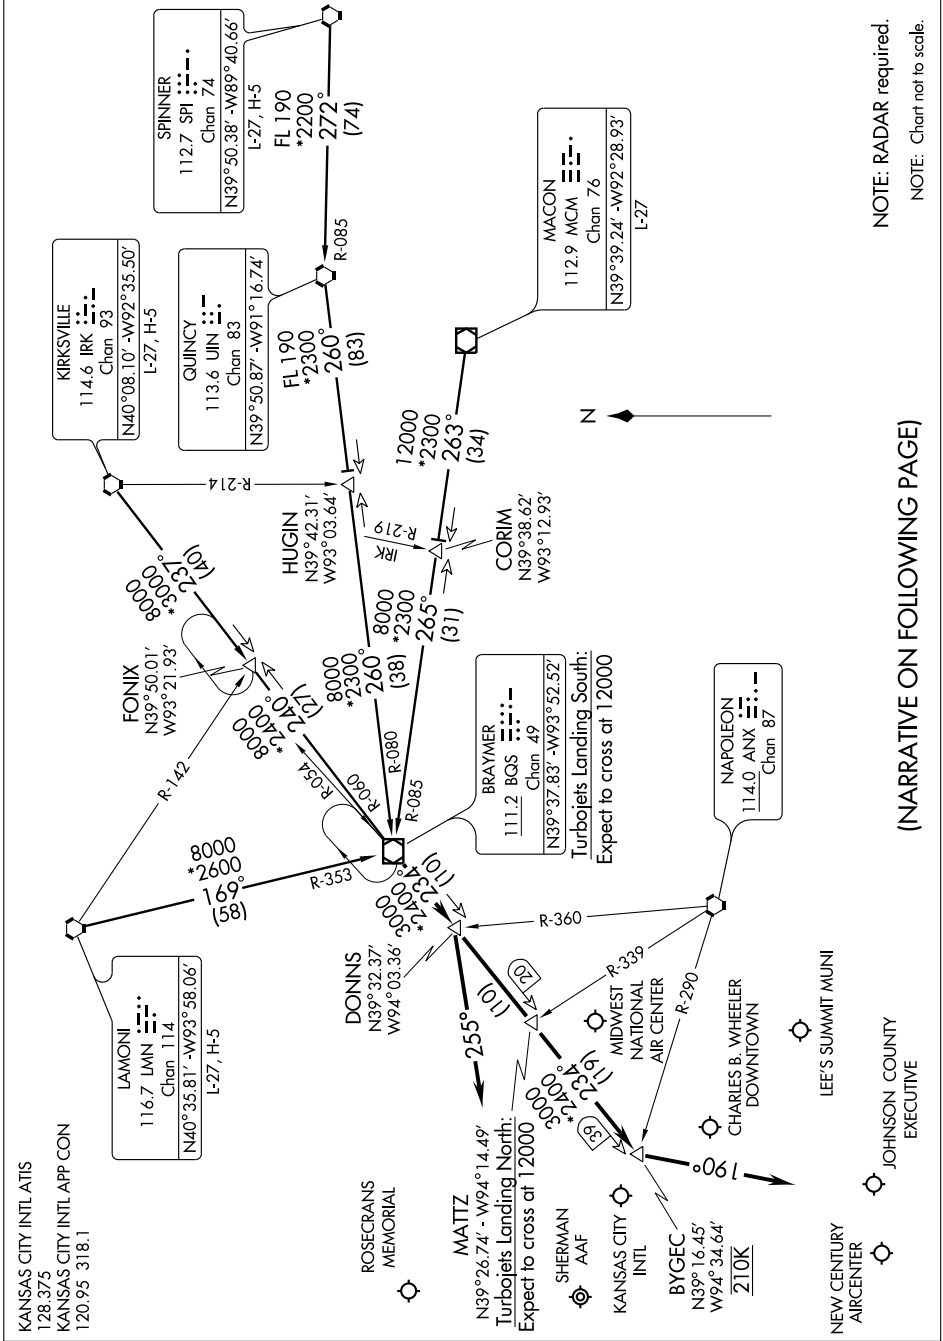 KANSAS CITY INTL ATIS
128.375
KANSAS CITY INTL APP CON
120.95 318.1
LAMONI
116.7 LMN
Chan 114
N40°35.81' -W93°58.06'
L-27, H-5
KIRKSVILLE
114.6 IRK
Chan 93
N40°08.10' -W92°35.50'
L-27, H-5
SPINNER
112.7 SPI
Chan 74
N39°50.38' -W89°40.66'
L-27, H-5
QUINCY
113.6 UIN
Chan 83
N39°50.87' -W91°16.74'
FL 190
*2200
272°
(74)
R-085
FL 190
*2300
260°
(83)
R-214
8000
*3000
237°
(40)
FONIX
N39°50.01'
W93°21.93'
R-142
8000
*2600
169°
(58)
R-353
8000
*2400
240°
(27)
R-054
R-060
HUGIN
N39°42.31'
W93°03.64'
8000
*2300
260°
(38)
R-080
IRK
R-219
12000
*2300
263°
(34)
MACON
112.9 MCM
Chan 76
N39°39.24' -W92°28.93'
L-27
CORIM
N39°38.62'
W93°12.93'
8000
*2300
265°
(31)
R-085
BRAYMER
111.2 BQS
Chan 49
N39°37.83' -W93°52.52'
Turbojets Landing South:
Expect to cross at 12000
3000
*2400
234°
(10)
DONNS
N39°32.37'
W94°03.36'
255°
(10)
20
R-360
R-339
R-290
NAPOLEON
114.0 ANX
Chan 87
MATTZ
N39°26.74' - W94°14.49'
Turbojets Landing North:
Expect to cross at 12000
3000
*2400
234°
(19)
39
BYGEC
N39°16.45'
W94°34.64'
210K
190°
ROSECRANS
MEMORIAL
SHERMAN
AAF
KANSAS CITY
INTL
MIDWEST
NATIONAL
AIR CENTER
CHARLES B. WHEELER
DOWNTOWN
LEE'S SUMMIT MUNI
NEW CENTURY
AIRCENTER
JOHNSON COUNTY
EXECUTIVE
N
NOTE: RADAR required.
NOTE: Chart not to scale.
(NARRATIVE ON FOLLOWING PAGE)